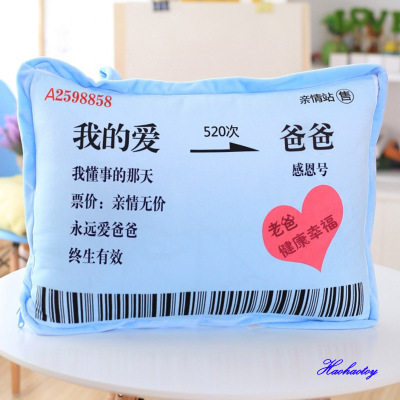 A2598858
亲情站 售
我的爱 520次 爸爸
我懂事的那天 感恩号
票价：亲情无价
永远爱爸爸
终生有效
老爸
健康幸福
Haohaotoy